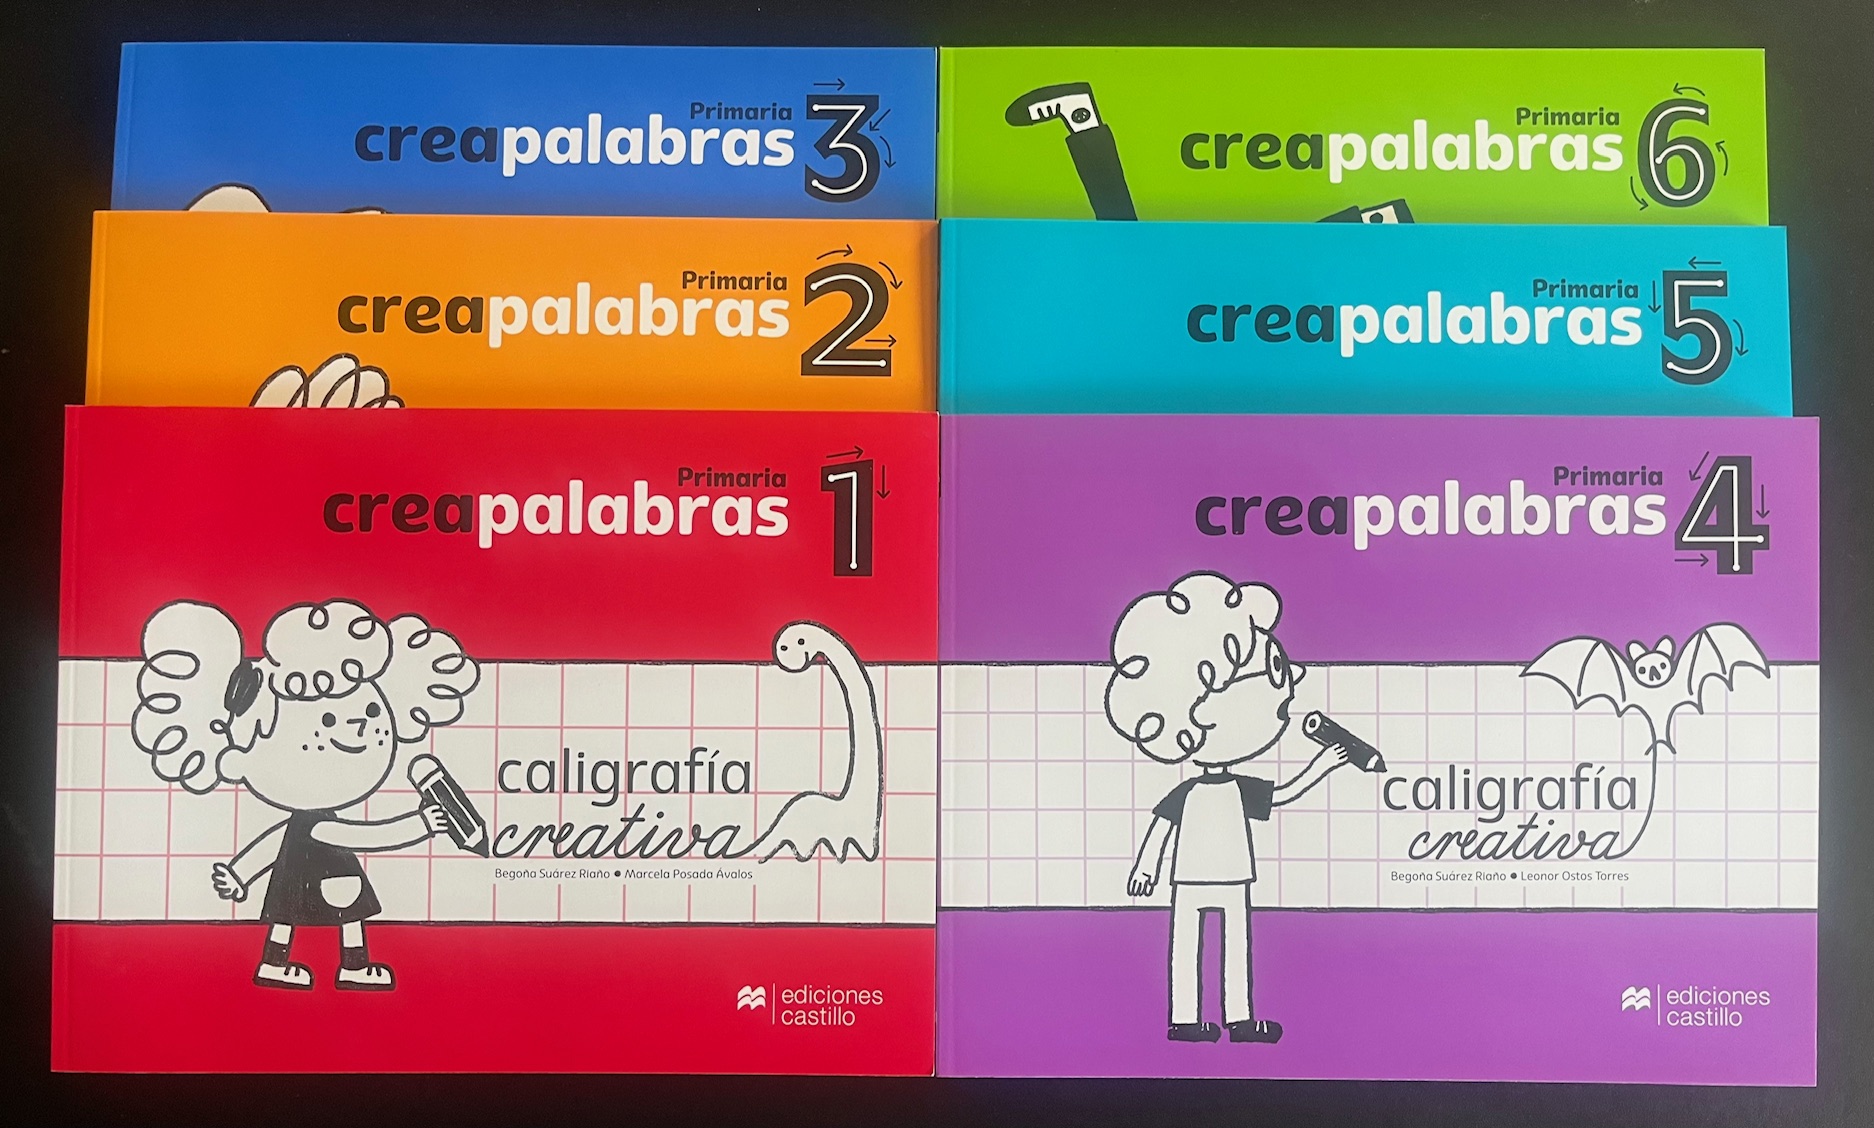 Primaria
creapalabras 3
Primaria
creapalabras 6
Primaria
creapalabras 2
Primaria
creapalabras 5
Primaria
creapalabras 1
caligrafía
creativa
Begoña Suárez Riaño • Marcela Posada Ávalos
ediciones
castillo
Primaria
creapalabras 4
caligrafía
creativa
Begoña Suárez Riaño • Leonor Ostos Torres
ediciones
castillo